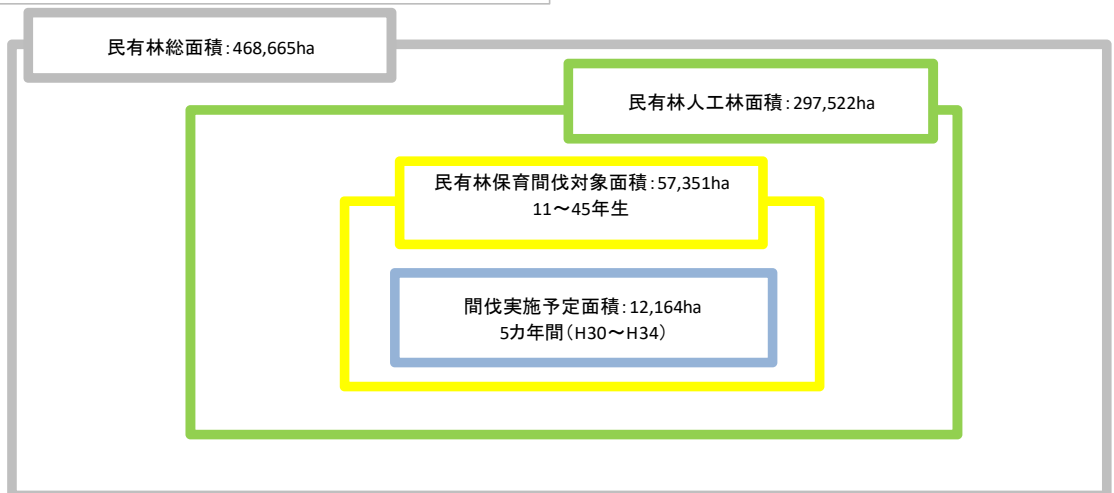 民有林総面積：468,665ha
民有林人工林面積：297,522ha
民有林保育間伐対象面積：57,351ha
11～45年生
間伐実施予定面積：12,164ha
5カ年間（H30～H34）